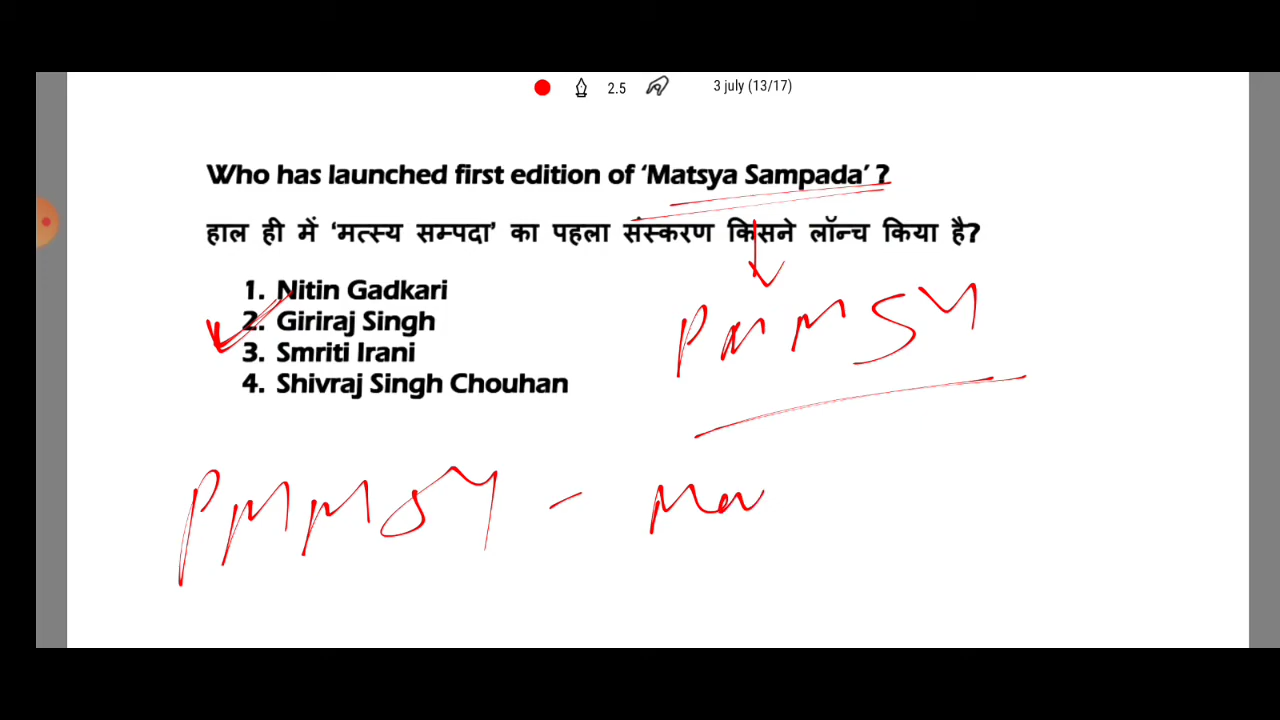 2.5 3 july (13/17)
Who has launched first edition of ‘Matsya Sampada’ ?
हाल ही में ‘मत्स्य सम्पदा’ का पहला संस्करण किसने लॉन्च किया है?
1. Nitin Gadkari
2. Giriraj Singh
3. Smriti Irani
4. Shivraj Singh Chouhan
PMMSY
PMMSY -